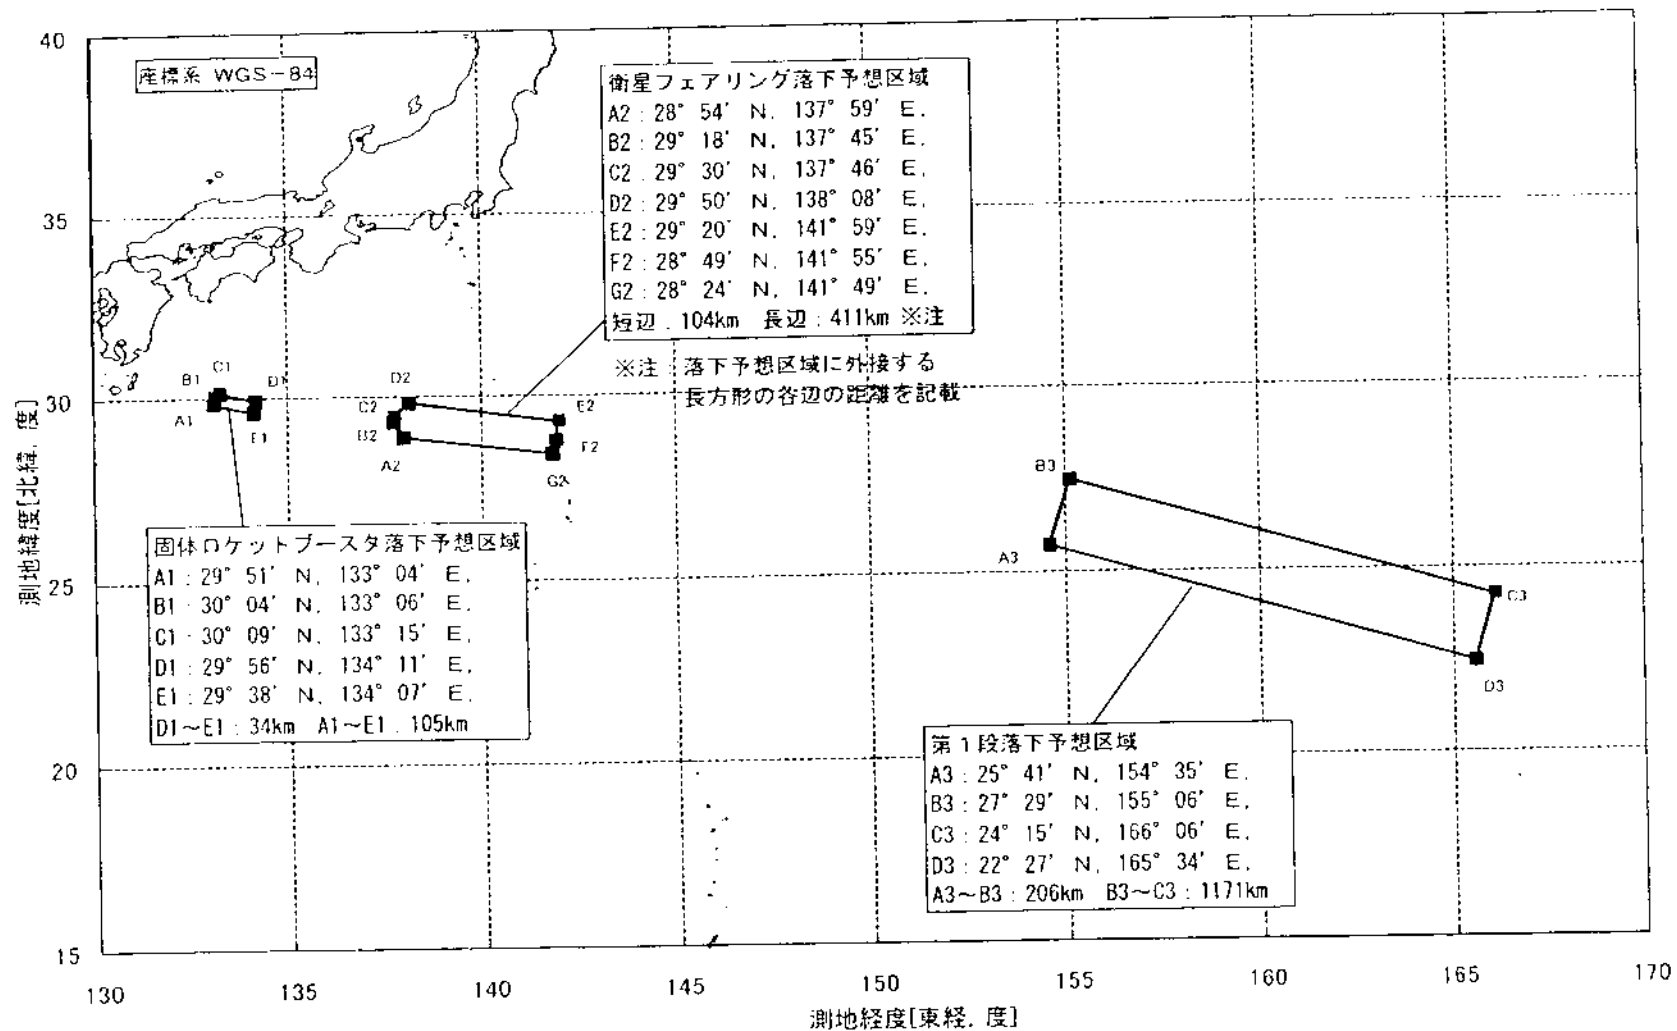 40
座標系 WGS-84
衛星フェアリング落下予想区域
A2 : 28° 54' N, 137° 59' E,
B2 : 29° 18' N, 137° 45' E,
C2 : 29° 30' N, 137° 46' E,
D2 : 29° 50' N, 138° 08' E,
E2 : 29° 20' N, 141° 59' E,
F2 : 28° 49' N, 141° 55' E,
G2 : 28° 24' N, 141° 49' E,
短辺 : 104km 長辺 : 411km ※注
※注 : 落下予想区域に外接する
長方形の各辺の距離を記載
35
30
B1 C1 D1
A1 E1
D2
C2 E2
B2 F2
A2 G2
B3
A3 C3
D3
測地緯度[北緯, 度]
固体ロケットブースタ落下予想区域
A1 : 29° 51' N, 133° 04' E,
B1 : 30° 04' N, 133° 06' E,
C1 : 30° 09' N, 133° 15' E,
D1 : 29° 56' N, 134° 11' E,
E1 : 29° 38' N, 134° 07' E,
D1~E1 : 34km A1~E1 : 105km
25
第1段落下予想区域
A3 : 25° 41' N, 154° 35' E,
B3 : 27° 29' N, 155° 06' E,
C3 : 24° 15' N, 166° 06' E,
D3 : 22° 27' N, 165° 34' E,
A3~B3 : 206km B3~C3 : 1171km
20
15
130 135 140 145 150 155 160 165 170
測地経度[東経, 度]